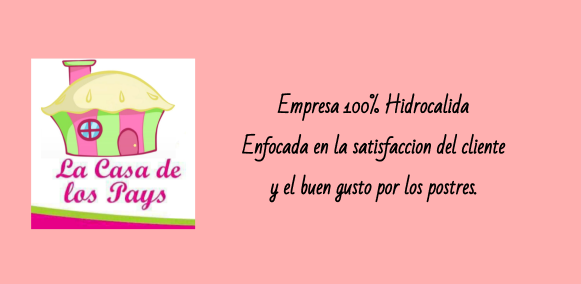 La Casa de
los Pays
Empresa 100% Hidrocalida
Enfocada en la satisfaccion del cliente
y el buen gusto por los postres.